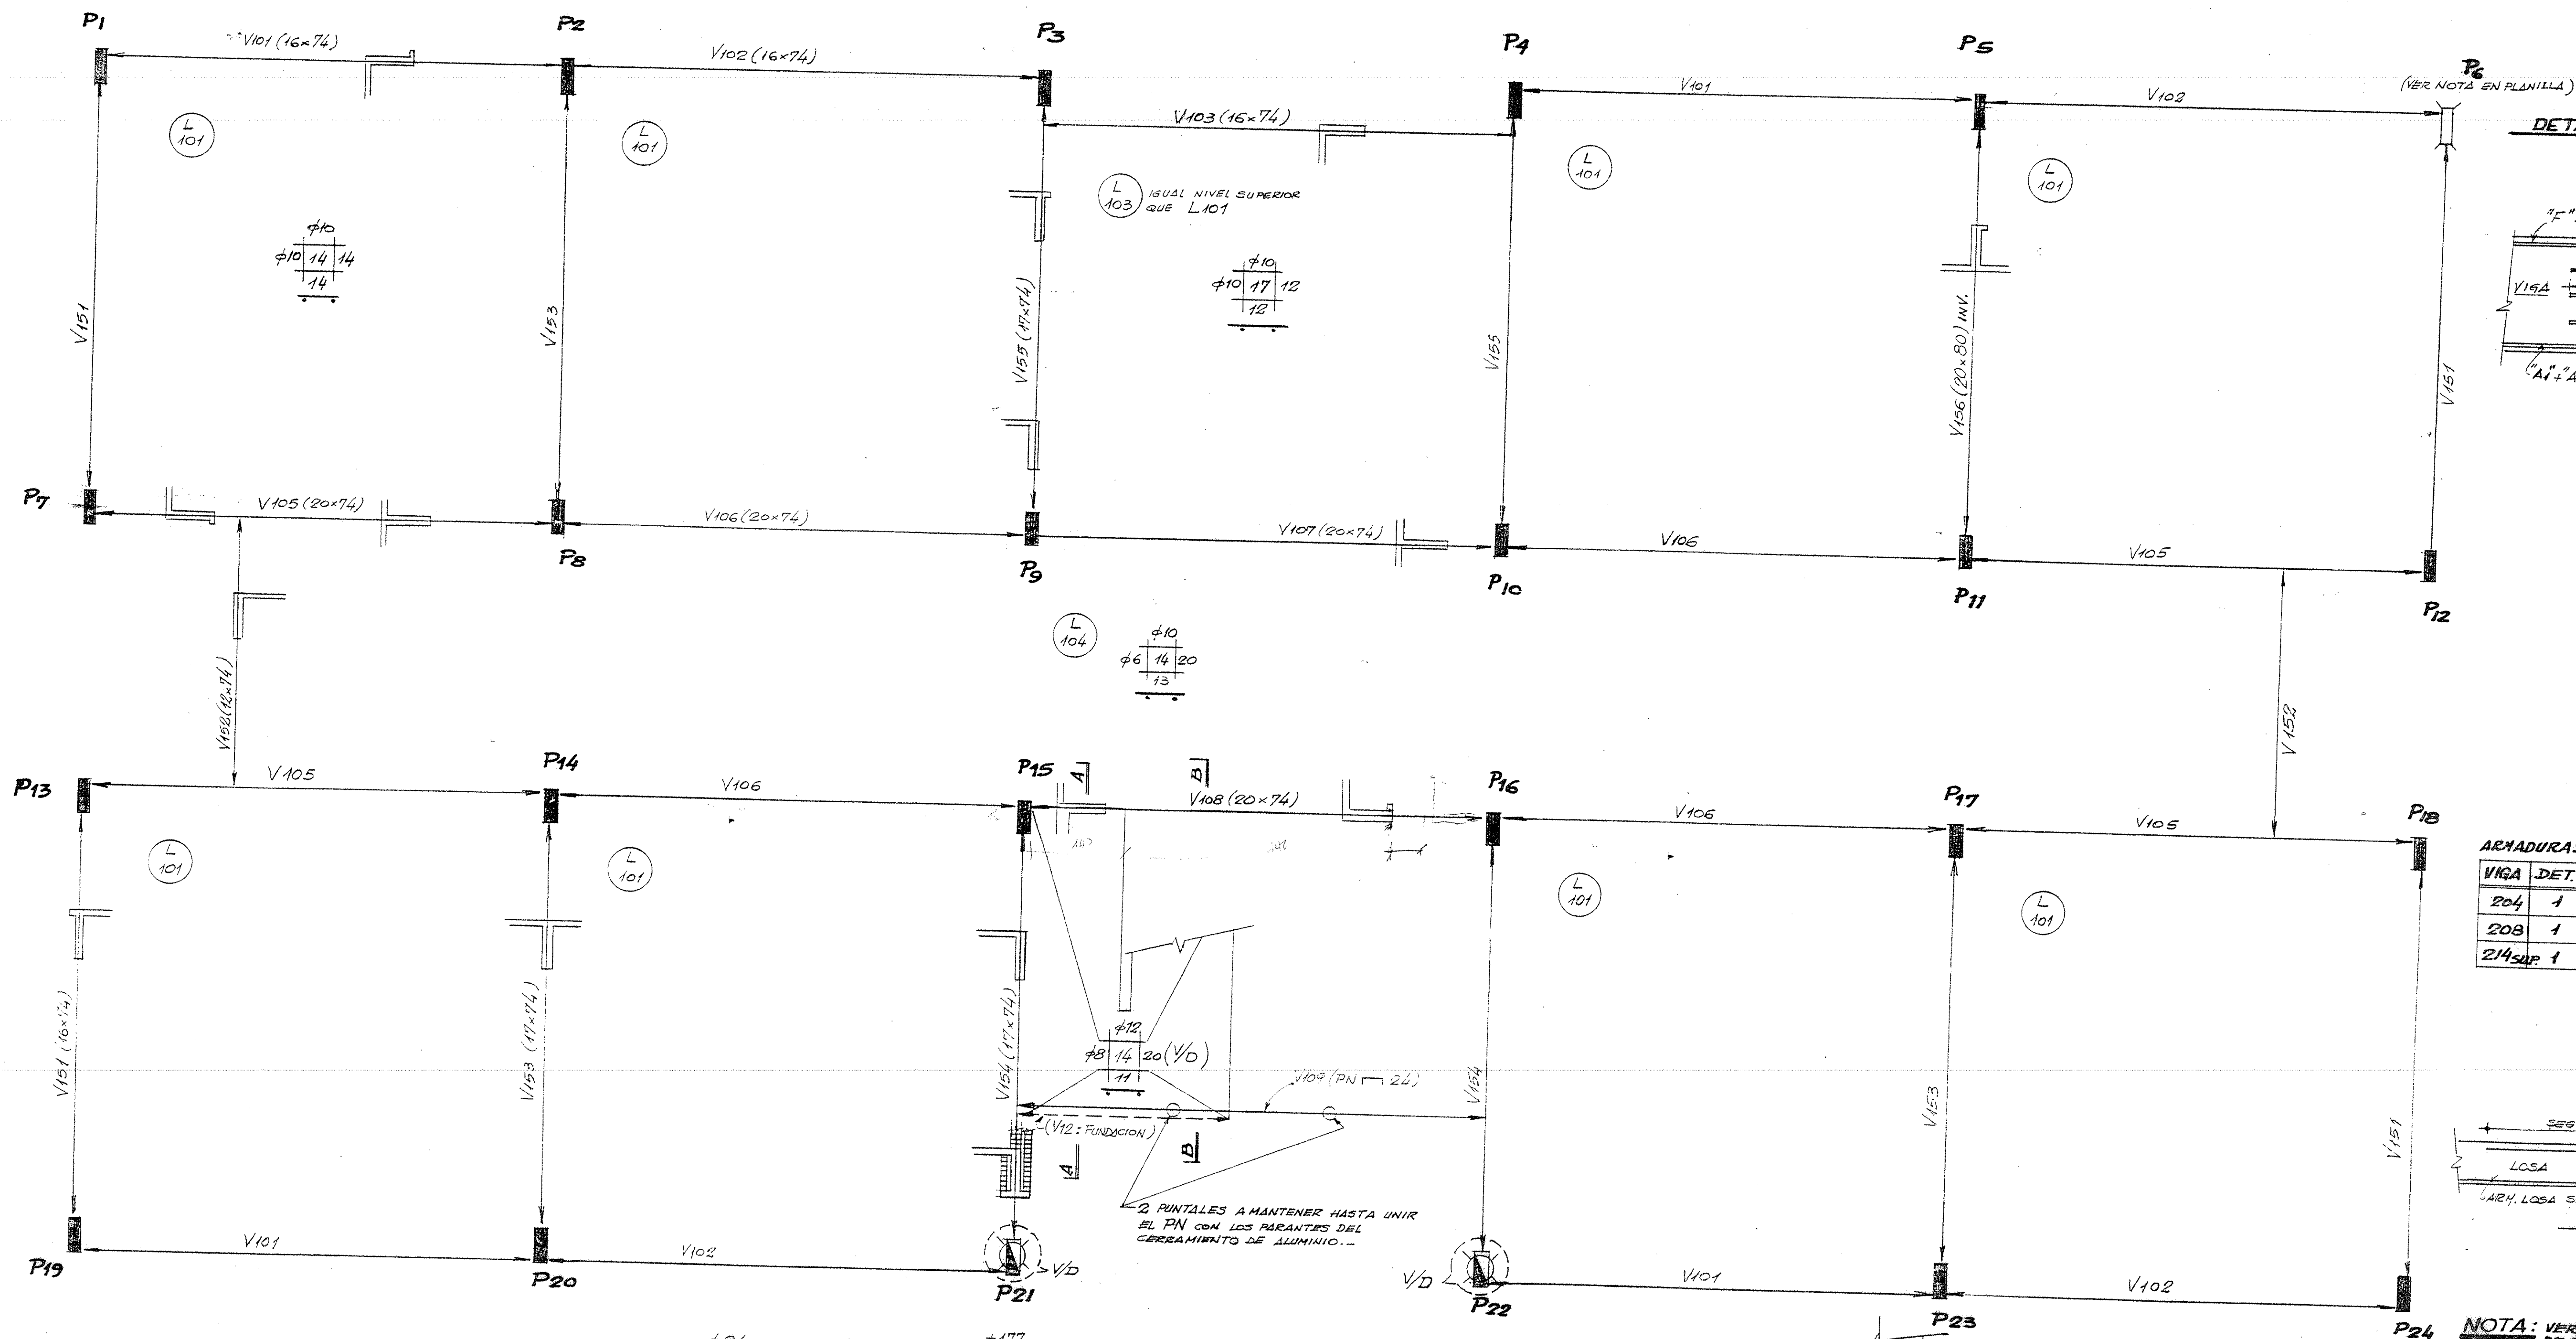 P1
P2
P3
P4
P5
P6
(VER NOTA EN PLANILLA)
V101 (16×74)
V102 (16×74)
V103 (16×74)
V101
V102
L
101
L
101
L
103
IGUAL NIVEL SUPERIOR
QUE L101
L
101
L
101
ϕ10
ϕ10 14 14
14
ϕ10
ϕ10 17 12
12
V151
V153
V155 (17×74)
V155
V156 (20×80) INV.
V151
VIGA
P7
V105 (20×74)
P8
V106 (20×74)
P9
V107 (20×74)
P10
V106
P11
V105
P12
L
104
ϕ10
ϕ6 14 20
13
V152 (12×74)
V152
P13
V105
P14
V106
P15
A
B
V108 (20×74)
P16
V106
P17
V105
P18
140
L
101
L
101
L
101
L
101
ARMADURA
VIGA DET.
204 1
208 1
214 SUP. 1
V151 (16×74)
V153 (17×74)
V154 (17×74)
ϕ12
ϕ8 14 20 (V/D)
11
V109 (PN 24)
(V12: FUNDACION)
A
B
V154
V153
V151
2 PUNTALES A MANTENER HASTA UNIR
EL PN CON LOS PARANTES DEL
CERRAMIENTO DE ALUMINIO.-
LOSA
ARM. LOSA S
P19
V101
P20
V102
P21
V/D
V/D
P22
V101
P23
V102
P24
NOTA: VER
+177